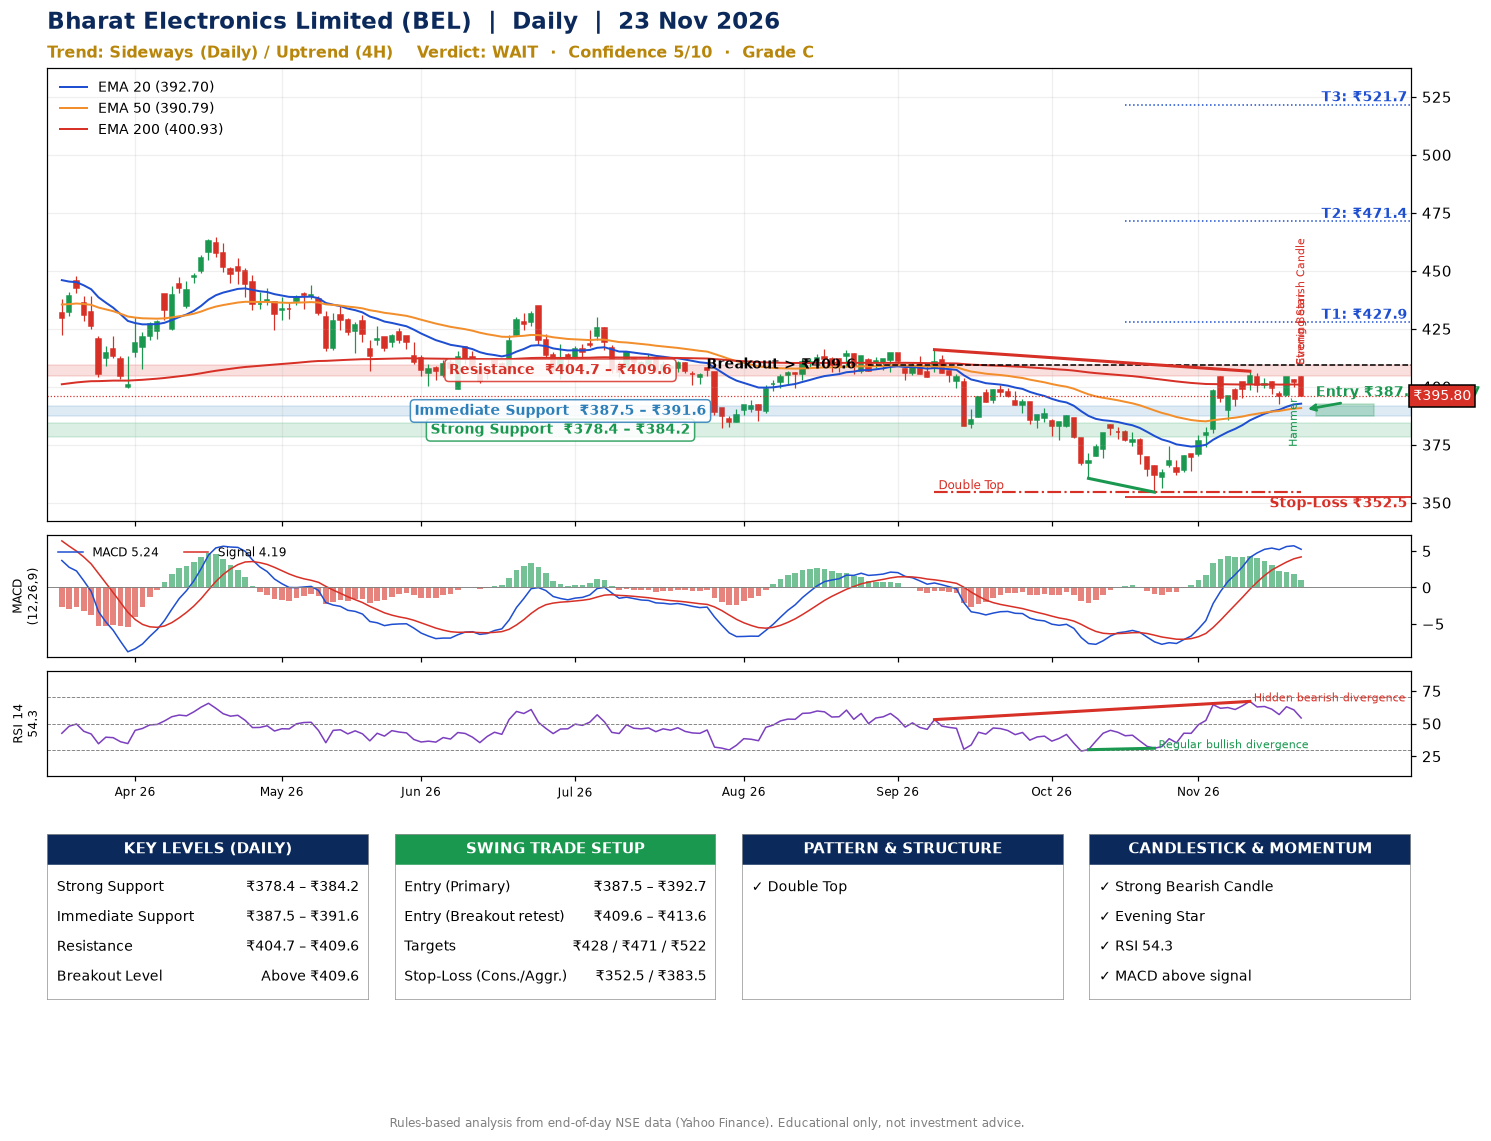 Bharat Electronics Limited (BEL) | Daily | 23 Nov 2026
Trend: Sideways (Daily) / Uptrend (4H) Verdict: WAIT · Confidence 5/10 · Grade C
EMA 20 (392.70)
EMA 50 (390.79)
EMA 200 (400.93)
T3: ₹521.7
T2: ₹471.4
T1: ₹427.9
Strong Bearish Candle
Breakout > ₹409.6
Resistance ₹404.7 – ₹409.6
Entry ₹387.
₹395.80
Immediate Support ₹387.5 – ₹391.6
Strong Support ₹378.4 – ₹384.2
Hammer
Double Top
Stop-Loss ₹352.5
525
500
475
450
425
400
375
350
MACD 5.24
Signal 4.19
MACD
(12,26,9)
5
0
−5
RSI 14
54.3
Hidden bearish divergence
Regular bullish divergence
75
50
25
Apr 26 May 26 Jun 26 Jul 26 Aug 26 Sep 26 Oct 26 Nov 26
KEY LEVELS (DAILY)
Strong Support ₹378.4 – ₹384.2
Immediate Support ₹387.5 – ₹391.6
Resistance ₹404.7 – ₹409.6
Breakout Level Above ₹409.6
SWING TRADE SETUP
Entry (Primary) ₹387.5 – ₹392.7
Entry (Breakout retest) ₹409.6 – ₹413.6
Targets ₹428 / ₹471 / ₹522
Stop-Loss (Cons./Aggr.) ₹352.5 / ₹383.5
PATTERN & STRUCTURE
✓ Double Top
CANDLESTICK & MOMENTUM
✓ Strong Bearish Candle
✓ Evening Star
✓ RSI 54.3
✓ MACD above signal
Rules-based analysis from end-of-day NSE data (Yahoo Finance). Educational only, not investment advice.